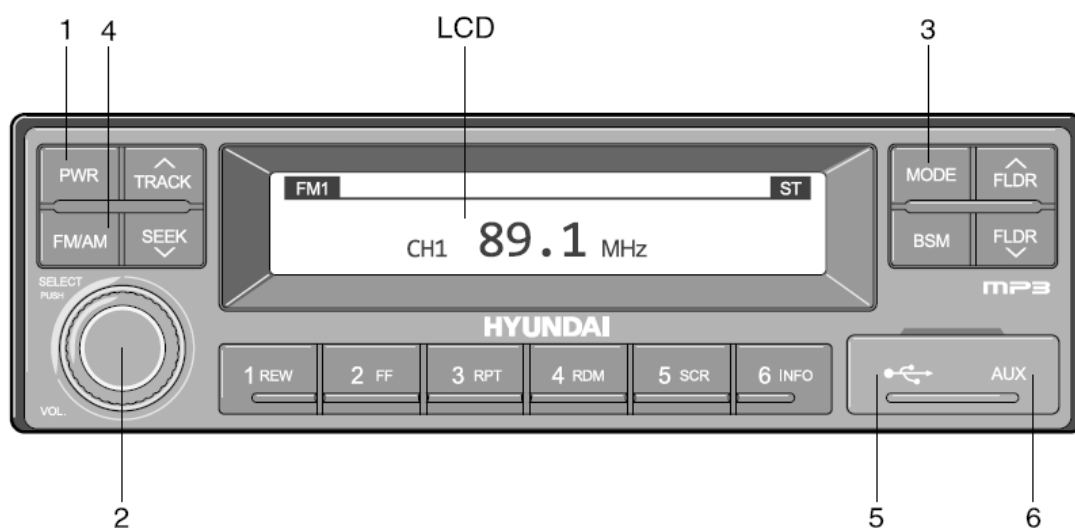 1 4 LCD 3
PWR TRACK MODE FLDR
FM1 ST
FM/AM SEEK BSM FLDR
CH1 89.1 MHz
SELECT
PUSH
MP3
HYUNDAI
1 REW 2 FF 3 RPT 4 RDM 5 SCR 6 INFO AUX
VOL.
2 5 6